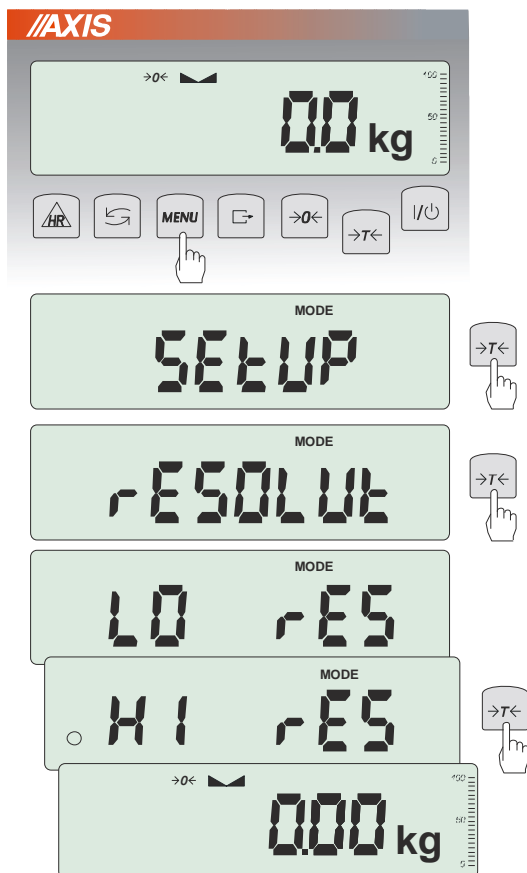 //AXIS
→0← 100
0.0 kg 50
0
HR MENU →0← →T← I/⏻
MODE
SEtUP →T←
MODE
rESOLUt →T←
MODE
LO rES
MODE
HI rES →T←
→0← 100
0.00 kg 50
0